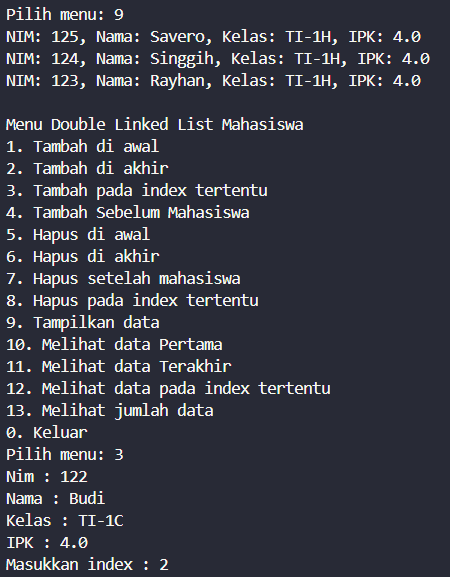 Pilih menu: 9
NIM: 125, Nama: Savero, Kelas: TI-1H, IPK: 4.0
NIM: 124, Nama: Singgih, Kelas: TI-1H, IPK: 4.0
NIM: 123, Nama: Rayhan, Kelas: TI-1H, IPK: 4.0

Menu Double Linked List Mahasiswa
1. Tambah di awal
2. Tambah di akhir
3. Tambah pada index tertentu
4. Tambah Sebelum Mahasiswa
5. Hapus di awal
6. Hapus di akhir
7. Hapus setelah mahasiswa
8. Hapus pada index tertentu
9. Tampilkan data
10. Melihat data Pertama
11. Melihat data Terakhir
12. Melihat data pada index tertentu
13. Melihat jumlah data
0. Keluar
Pilih menu: 3
Nim : 122
Nama : Budi
Kelas : TI-1C
IPK : 4.0
Masukkan index : 2